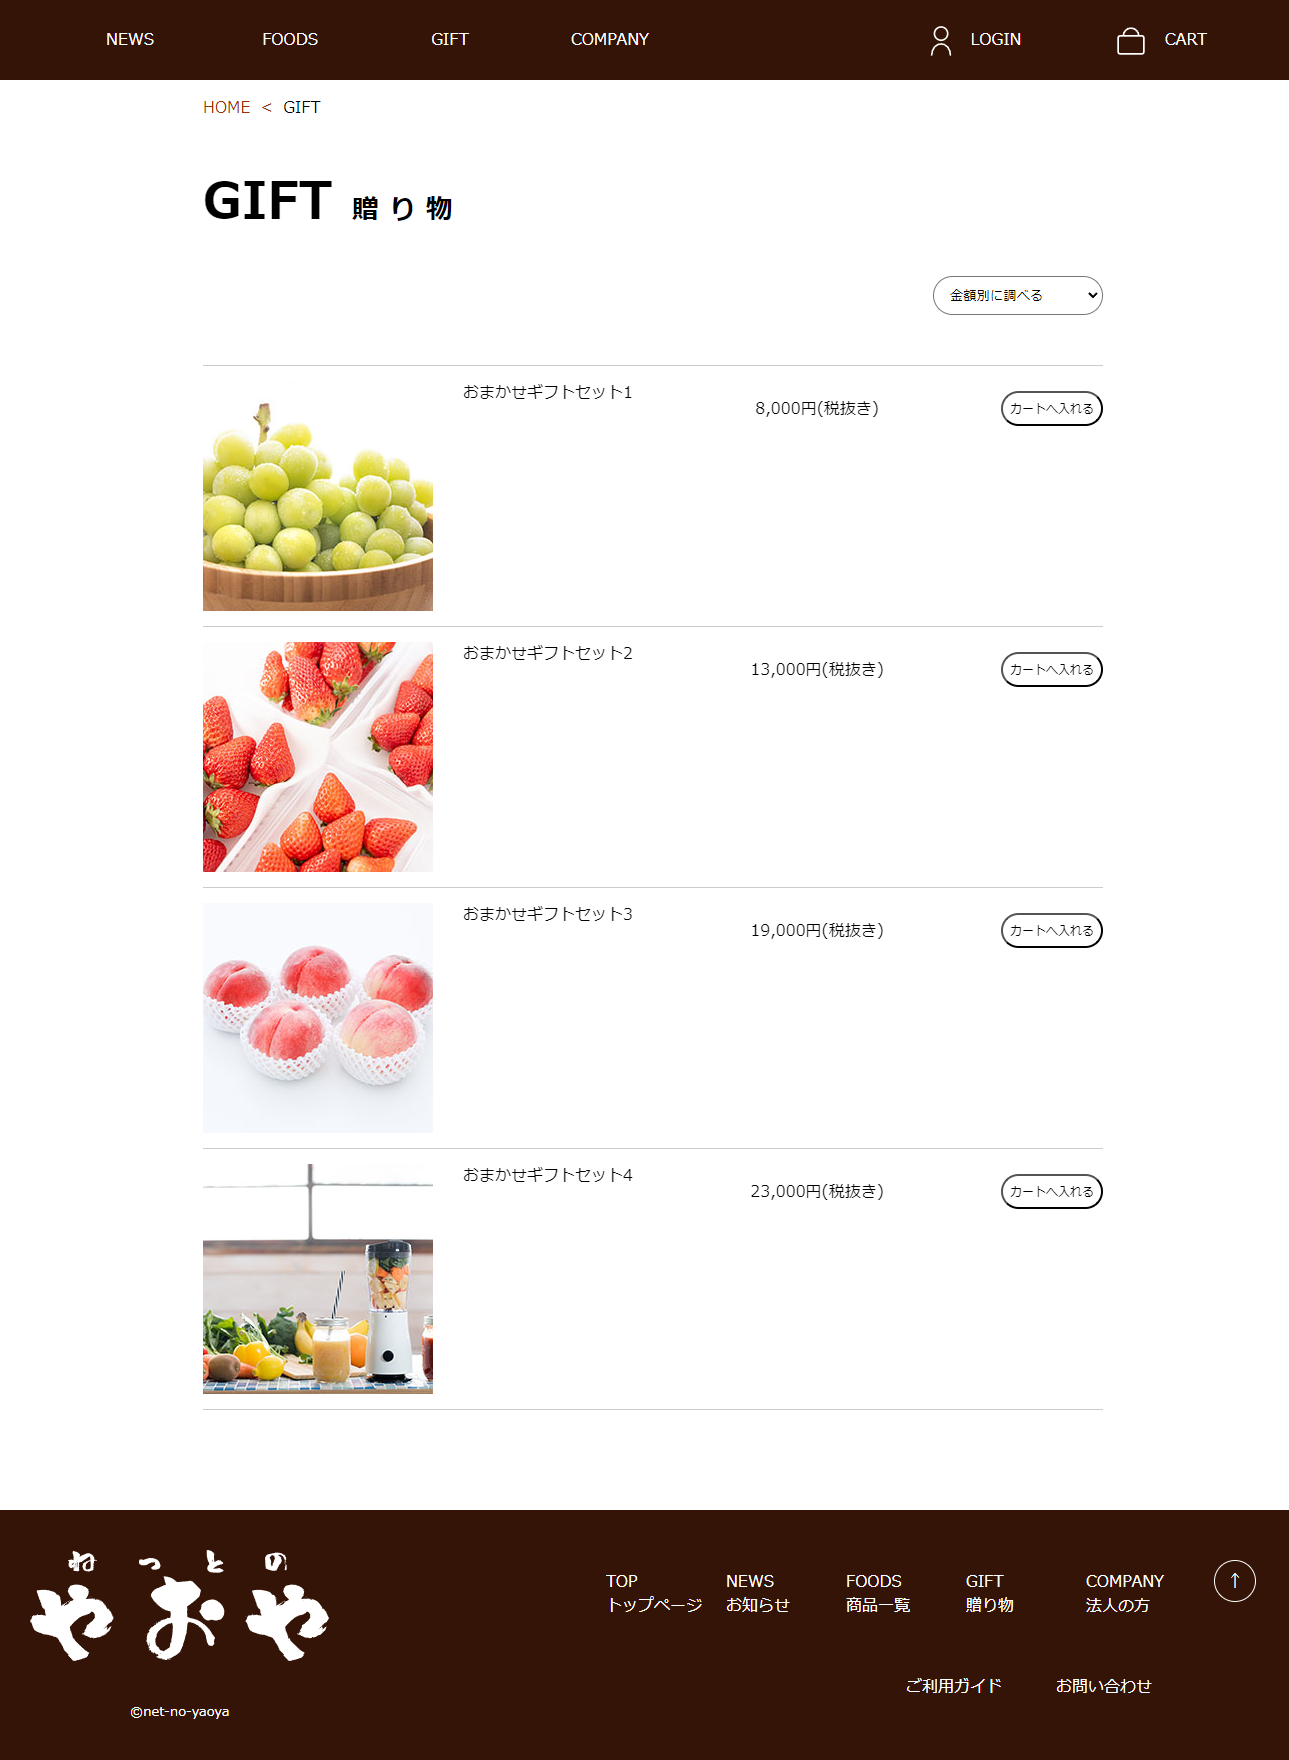 NEWS FOODS GIFT COMPANY LOGIN CART
HOME < GIFT
GIFT 贈り物
金額別に調べる
おまかせギフトセット1
8,000円(税抜き)
カートへ入れる
おまかせギフトセット2
13,000円(税抜き)
カートへ入れる
おまかせギフトセット3
19,000円(税抜き)
カートへ入れる
おまかせギフトセット4
23,000円(税抜き)
カートへ入れる
ねっとの
やおや
©net-no-yaoya
TOP NEWS FOODS GIFT COMPANY ↑
トップページ お知らせ 商品一覧 贈り物 法人の方
ご利用ガイド お問い合わせ